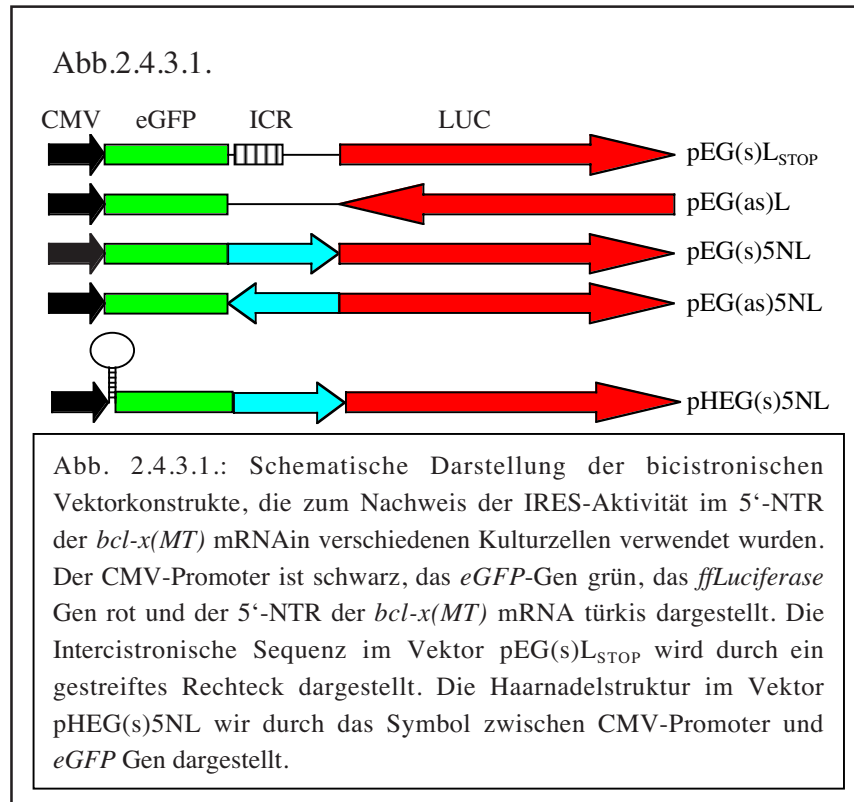 Abb.2.4.3.1.
CMV eGFP ICR LUC
pEG(s)L_STOP
pEG(as)L
pEG(s)5NL
pEG(as)5NL
pHEG(s)5NL
Abb. 2.4.3.1.: Schematische Darstellung der bicistronischen
Vektorkonstrukte, die zum Nachweis der IRES-Aktivität im 5‘-NTR
der bcl-x(MT) mRNAin verschiedenen Kulturzellen verwendet wurden.
Der CMV-Promoter ist schwarz, das eGFP-Gen grün, das ffLuciferase
Gen rot und der 5‘-NTR der bcl-x(MT) mRNA türkis dargestellt. Die
Intercistronische Sequenz im Vektor pEG(s)L_STOP wird durch ein
gestreiftes Rechteck dargestellt. Die Haarnadelstruktur im Vektor
pHEG(s)5NL wir durch das Symbol zwischen CMV-Promoter und
eGFP Gen dargestellt.